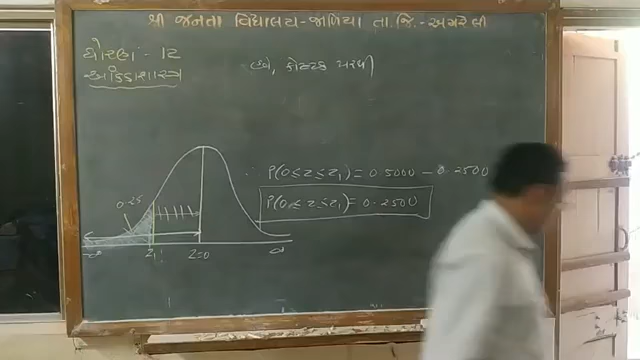 શ્રી જનતા વિદ્યાલય-જાળિયા તા.જિ.-અમરેલી
ધોરણ :- 12
આંકડાશાસ્ત્ર
હવે, કોષ્ટક પરથી
∴ P(0≤Z≤Z₁) = 0.5000 - 0.2500
P(0≤Z≤Z₁) = 0.2500
0.25
-∞ Z₁ Z=0 ∞